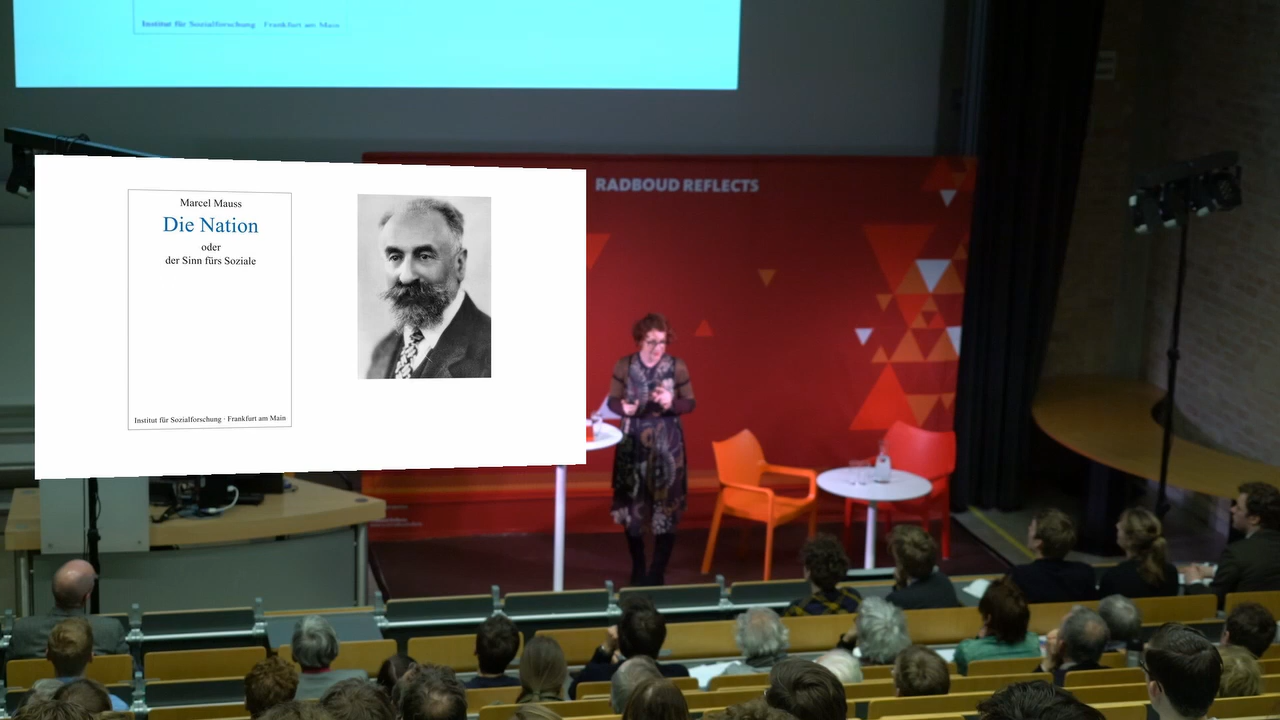 Institut für Sozialforschung · Frankfurt am Main
RADBOUD REFLECTS
Marcel Mauss
Die Nation
oder
der Sinn fürs Soziale
Institut für Sozialforschung · Frankfurt am Main